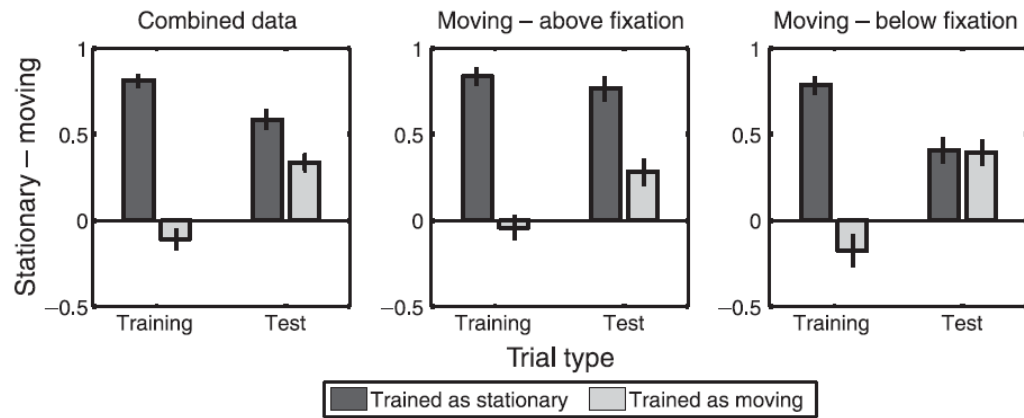 Combined data
Moving – above fixation
Moving – below fixation
Stationary – moving
1
0.5
0
–0.5
Training
Test
1
0.5
0
–0.5
Training
Test
1
0.5
0
–0.5
Training
Test
Trial type
Trained as stationary
Trained as moving